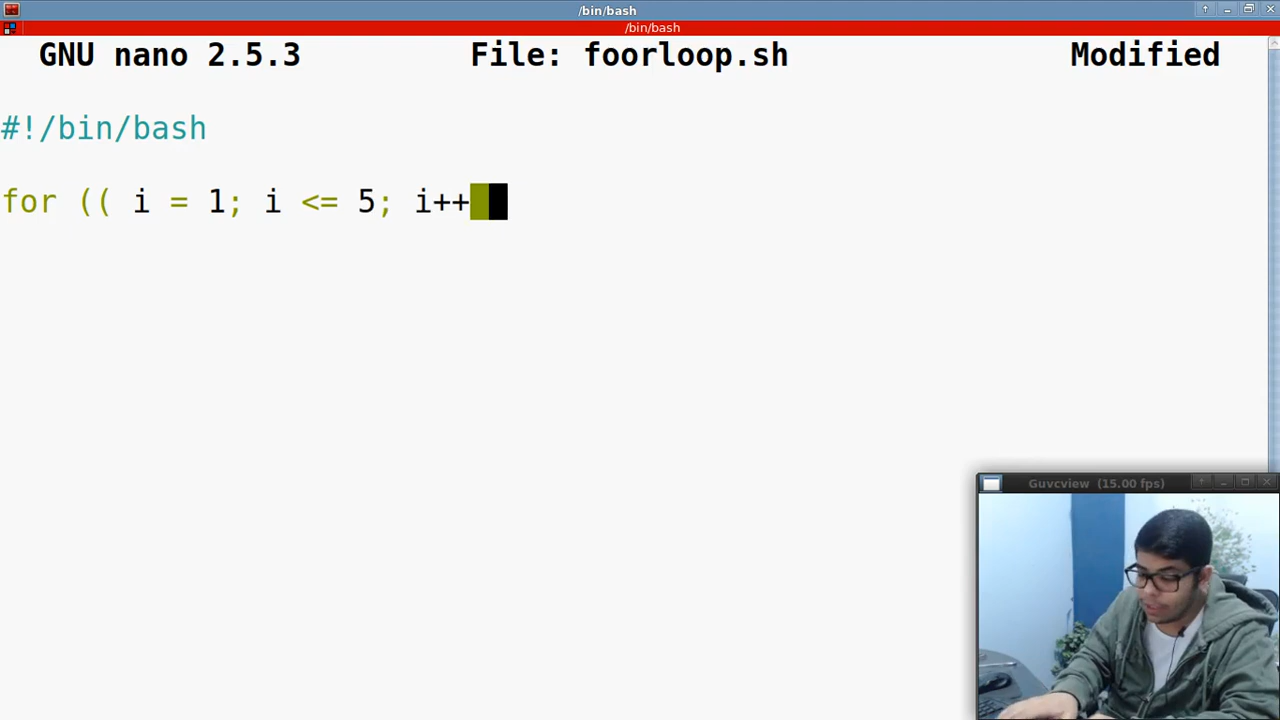 /bin/bash
/bin/bash
GNU nano 2.5.3 File: foorloop.sh Modified
#!/bin/bash
for (( i = 1; i <= 5; i++
Guvcview (15.00 fps)